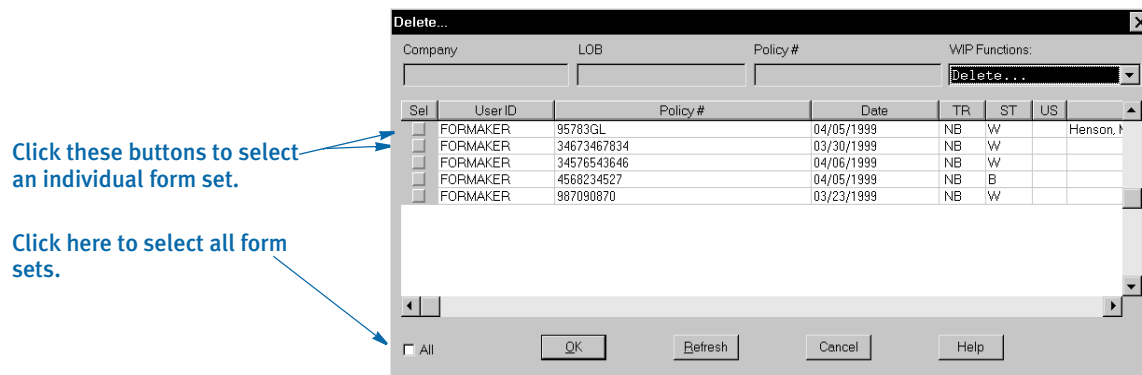 Delete...
Company LOB Policy # WIP Functions:
Delete...
Sel User ID Policy # Date TR ST US
FORMAKER 95783GL 04/05/1999 NB W Henson, M
FORMAKER 34673467834 03/30/1999 NB W
FORMAKER 34576543646 04/06/1999 NB W
FORMAKER 4568234527 04/05/1999 NB B
FORMAKER 987090870 03/23/1999 NB W
Click these buttons to select
an individual form set.
Click here to select all form
sets.
All OK Refresh Cancel Help